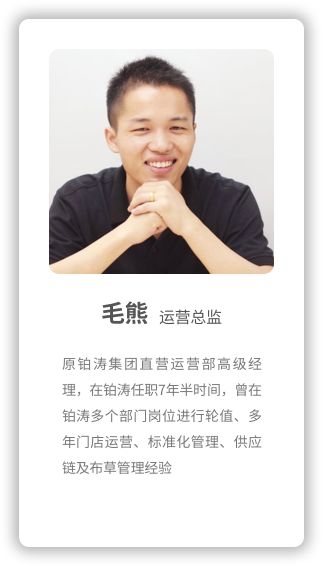 毛熊 运营总监
原铂涛集团直营运营部高级经
理，在铂涛任职7年半时间，曾在
铂涛多个部门岗位进行轮值、多
年门店运营、标准化管理、供应
链及布草管理经验